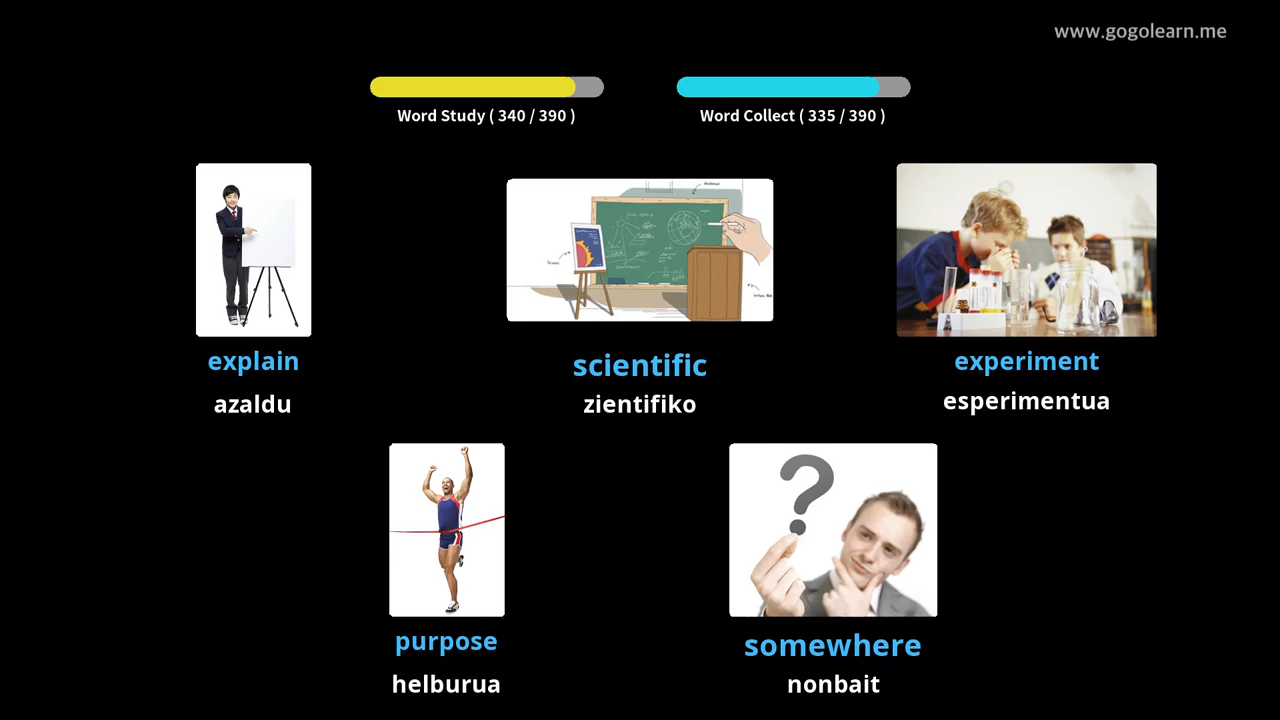 www.gogolearn.me
Word Study ( 340 / 390 )
Word Collect ( 335 / 390 )
explain
scientific
experiment
azaldu
zientifiko
esperimentua
purpose
somewhere
helburua
nonbait